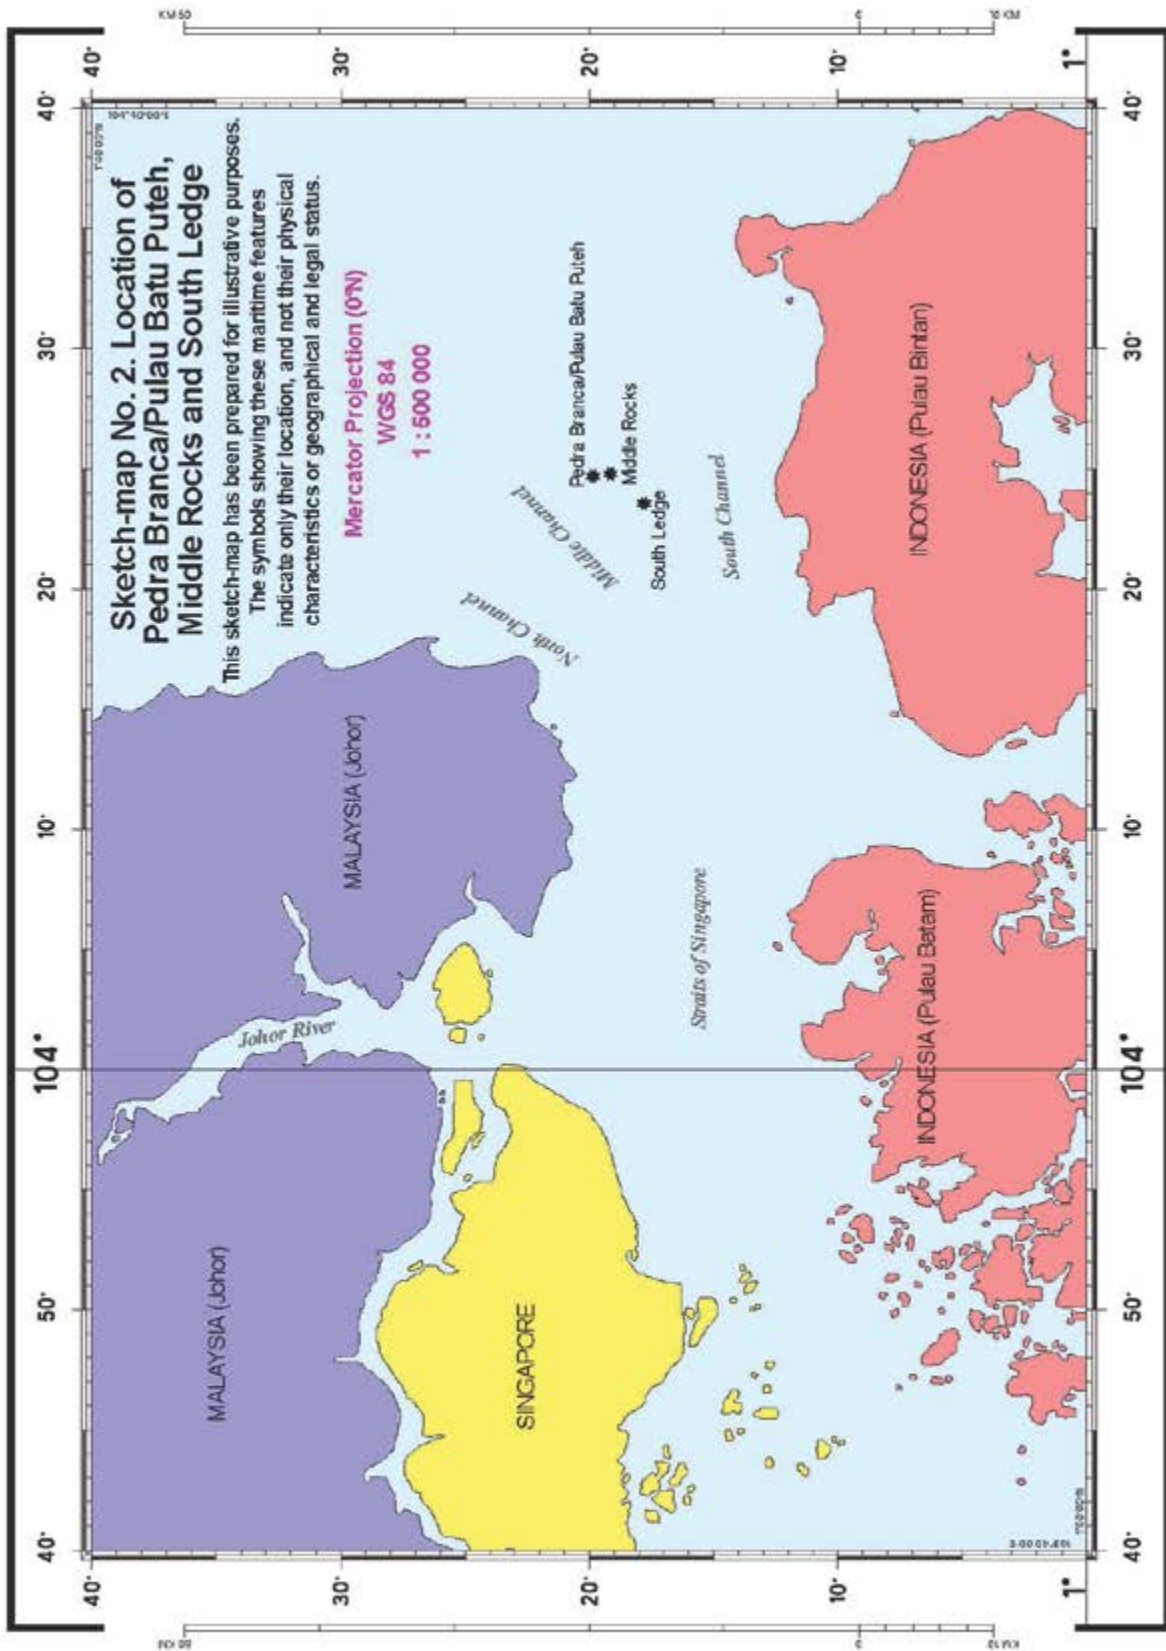 Sketch-map No. 2. Location of
Pedra Branca/Pulau Batu Puteh,
Middle Rocks and South Ledge
This sketch-map has been prepared for illustrative purposes.
The symbols showing these maritime features
indicate only their location, and not their physical
characteristics or geographical and legal status.
Mercator Projection (0°N)
WGS 84
1 : 500 000
40'
50'
104°
10'
20'
30'
40'
40'
30'
20'
10'
1°
40'
30'
20'
10'
1°
MALAYSIA (Johor)
Johor River
MALAYSIA (Johor)
SINGAPORE
North Channel
Middle Channel
Pedra Branca/Pulau Batu Puteh
Middle Rocks
South Ledge
South Channel
Straits of Singapore
INDONESIA (Pulau Batam)
INDONESIA (Pulau Bintan)
40'
50'
104°
10'
20'
30'
40'